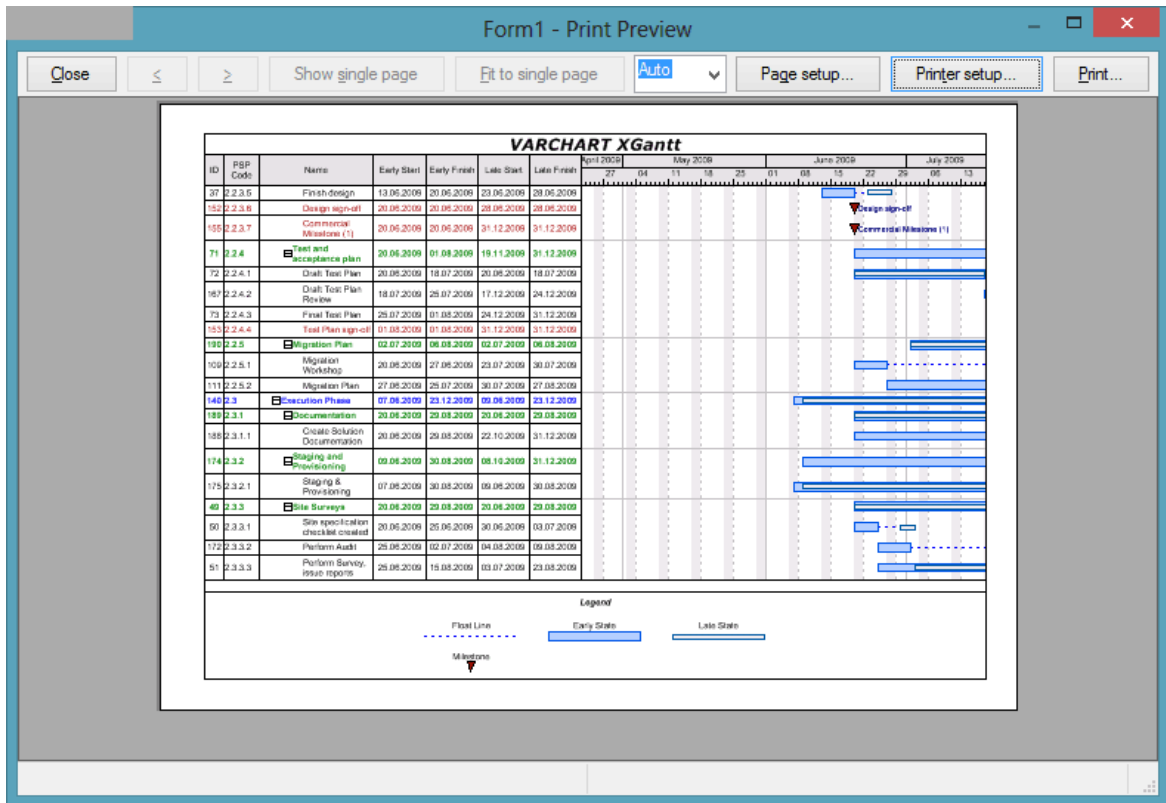 Form1 - Print Preview
Close < > Show single page Fit to single page Auto Page setup... Printer setup... Print...
VARCHART XGantt
April 2009 May 2009 June 2009 July 2009
ID PSP Code Name Early Start Early Finish Late Start Late Finish
27 04 11 18 25 01 08 15 22 29 06 13
37 2.2.3.5 Finish design 13.06.2009 20.06.2009 23.06.2009 28.06.2009
152 2.2.3.6 Design sign-off 20.06.2009 20.06.2009 28.06.2009 28.06.2009 Design sign-off
155 2.2.3.7 Commercial Milestone (1) 20.06.2009 20.06.2009 31.12.2009 31.12.2009 Commercial Milestone (1)
71 2.2.4 Test and acceptance plan 20.06.2009 01.08.2009 19.11.2009 31.12.2009
72 2.2.4.1 Draft Test Plan 20.06.2009 18.07.2009 20.06.2009 18.07.2009
167 2.2.4.2 Draft Test Plan Review 18.07.2009 25.07.2009 17.12.2009 24.12.2009
73 2.2.4.3 Final Test Plan 25.07.2009 01.08.2009 24.12.2009 31.12.2009
153 2.2.4.4 Test Plan sign-off 01.08.2009 01.08.2009 31.12.2009 31.12.2009
190 2.2.5 Migration Plan 02.07.2009 06.08.2009 02.07.2009 06.08.2009
109 2.2.5.1 Migration Workshop 20.06.2009 27.06.2009 23.07.2009 30.07.2009
111 2.2.5.2 Migration Plan 27.06.2009 25.07.2009 30.07.2009 27.08.2009
140 2.3 Execution Phase 07.06.2009 23.12.2009 09.06.2009 23.12.2009
189 2.3.1 Documentation 20.06.2009 29.08.2009 20.06.2009 29.08.2009
188 2.3.1.1 Create Solution Documentation 20.06.2009 29.08.2009 22.10.2009 31.12.2009
174 2.3.2 Staging and Provisioning 09.06.2009 30.08.2009 08.10.2009 31.12.2009
175 2.3.2.1 Staging & Provisioning 07.06.2009 30.08.2009 09.06.2009 30.08.2009
49 2.3.3 Site Surveys 20.06.2009 29.08.2009 20.06.2009 29.08.2009
50 2.3.3.1 Site specification checklist created 20.06.2009 25.06.2009 30.06.2009 03.07.2009
172 2.3.3.2 Perform Audit 25.06.2009 02.07.2009 04.08.2009 09.08.2009
51 2.3.3.3 Perform Survey, issue reports 25.06.2009 15.08.2009 03.07.2009 23.08.2009
Legend
Float Line Early State Late State
Milestone